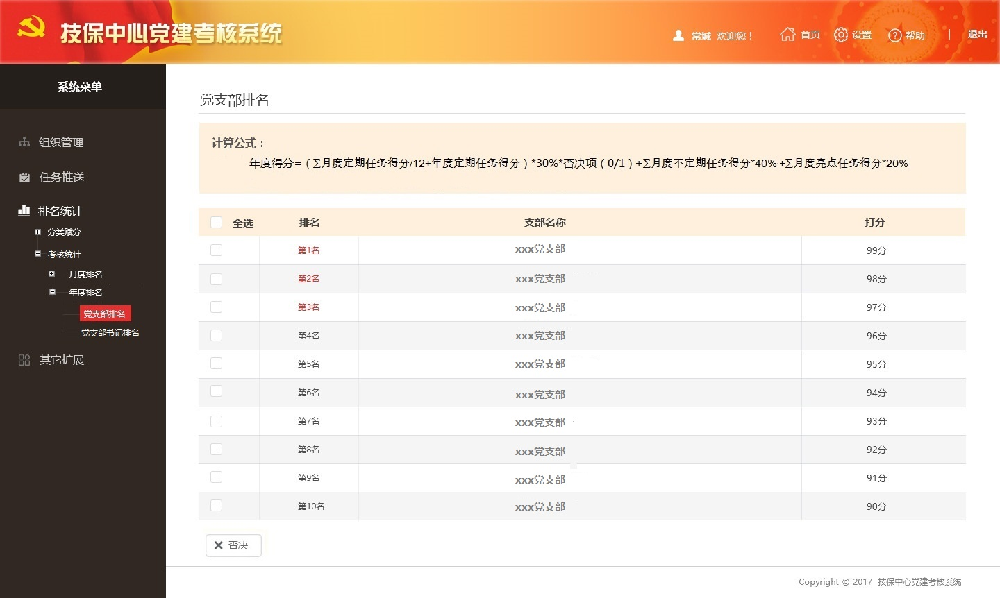 技保中心党建考核系统
常城 欢迎您！ 首页 设置 帮助 退出
系统菜单
组织管理
任务推送
排名统计
分类赋分
考核统计
月度排名
年度排名
党支部排名
党支部书记排名
其它扩展
党支部排名
计算公式：
年度得分=（∑月度定期任务得分/12+年度定期任务得分）*30%*否决项（0/1）+∑月度不定期任务得分*40%+∑月度亮点任务得分*20%
全选 排名 支部名称 打分
第1名 xxx党支部 99分
第2名 xxx党支部 98分
第3名 xxx党支部 97分
第4名 xxx党支部 96分
第5名 xxx党支部 95分
第6名 xxx党支部 94分
第7名 xxx党支部 93分
第8名 xxx党支部 92分
第9名 xxx党支部 91分
第10名 xxx党支部 90分
否决
Copyright © 2017 技保中心党建考核系统